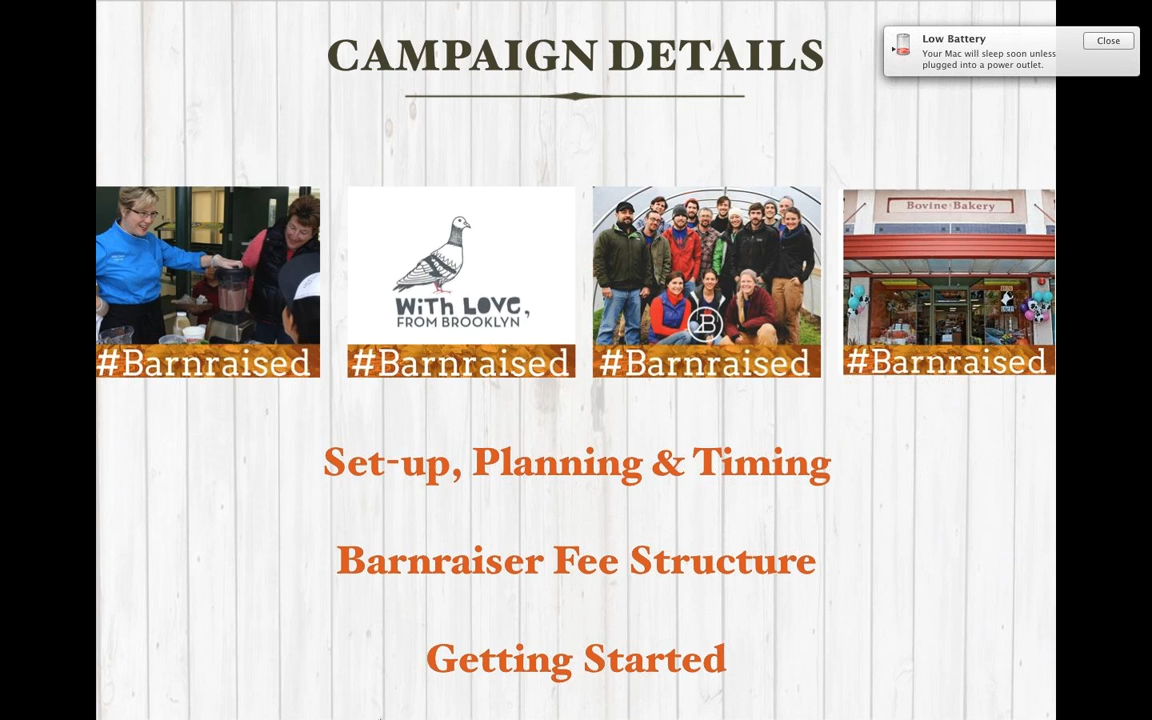 CAMPAIGN DETAILS
Low Battery
Your Mac will sleep soon unless
plugged into a power outlet.
Close
Bovine Bakery
WITH LOVE,
FROM BROOKLYN
B
#Barnraised
#Barnraised
#Barnraised
#Barnraised
Set-up, Planning & Timing
Barnraiser Fee Structure
Getting Started